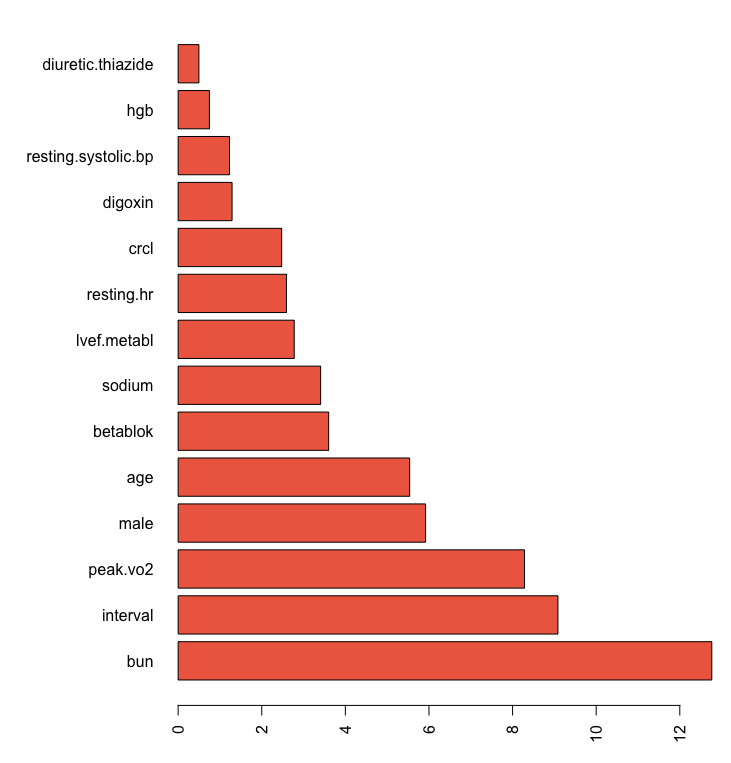 diuretic.thiazide
hgb
resting.systolic.bp
digoxin
crcl
resting.hr
lvef.metabl
sodium
betablok
age
male
peak.vo2
interval
bun
0 2 4 6 8 10 12